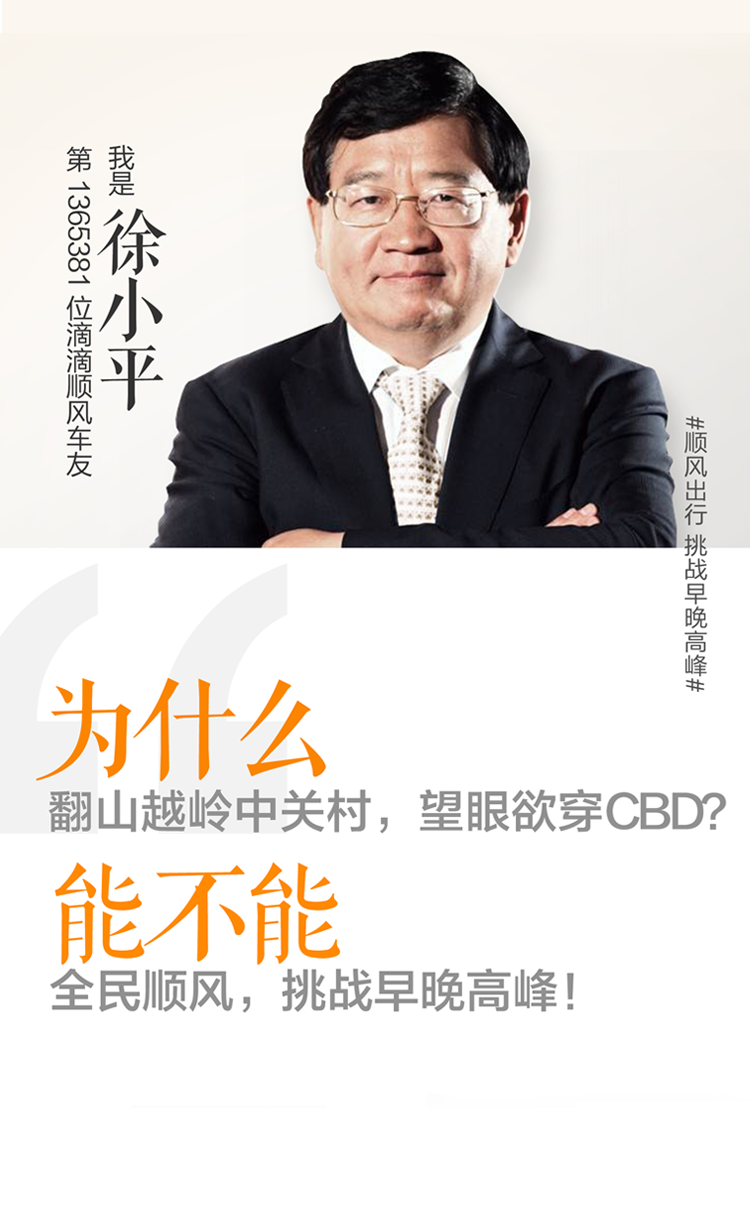 我是 徐小平
第 1365381 位滴滴顺风车友
#顺风出行 挑战早晚高峰#
为什么
翻山越岭中关村，望眼欲穿CBD?
能不能
全民顺风，挑战早晚高峰！